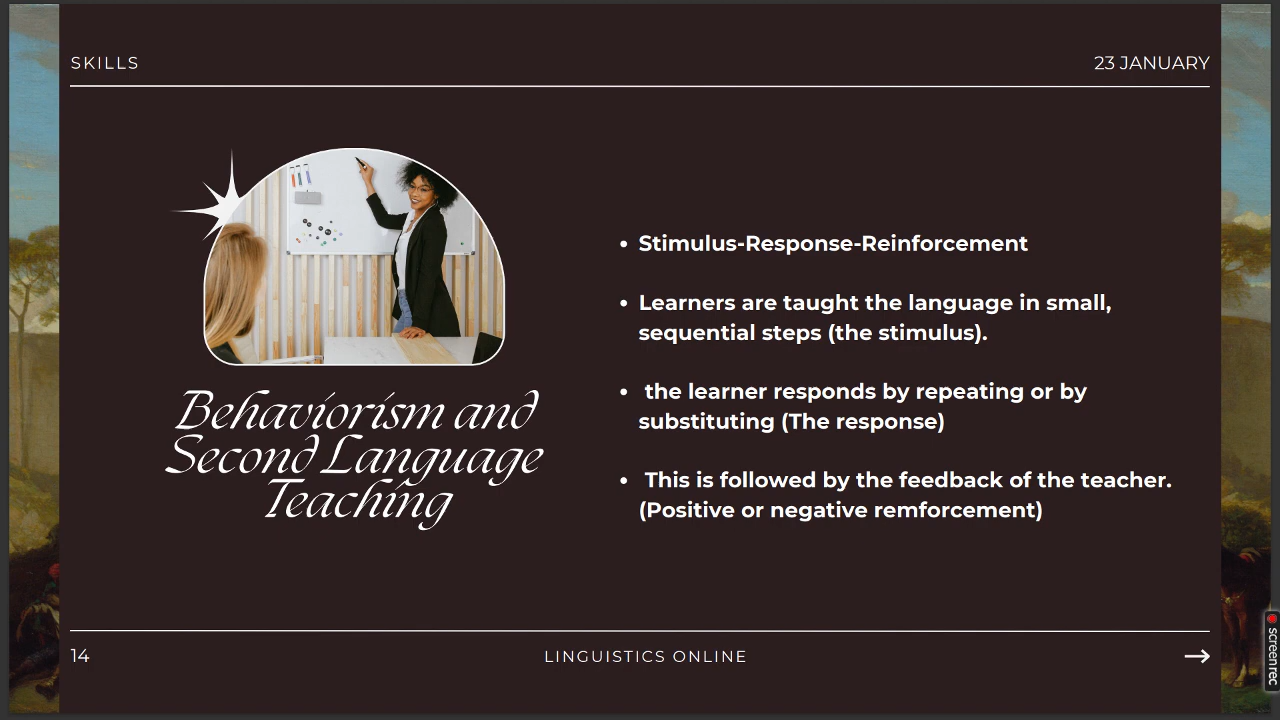 SKILLS
23 JANUARY
Behaviorism and
Second Language
Teaching
• Stimulus-Response-Reinforcement
• Learners are taught the language in small,
sequential steps (the stimulus).
• the learner responds by repeating or by
substituting (The response)
• This is followed by the feedback of the teacher.
(Positive or negative remforcement)
14
LINGUISTICS ONLINE
screenrec